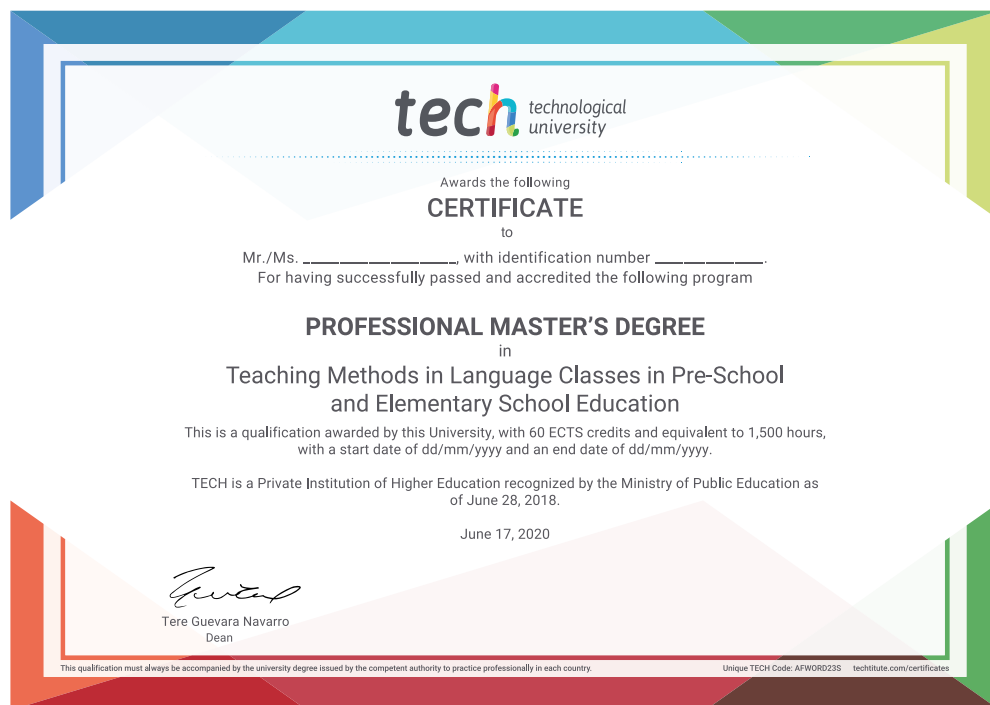 tech technological
university
Awards the following
CERTIFICATE
to
Mr./Ms. ____________________, with identification number ______________.
For having successfully passed and accredited the following program
PROFESSIONAL MASTER’S DEGREE
in
Teaching Methods in Language Classes in Pre-School
and Elementary School Education
This is a qualification awarded by this University, with 60 ECTS credits and equivalent to 1,500 hours,
with a start date of dd/mm/yyyy and an end date of dd/mm/yyyy.
TECH is a Private Institution of Higher Education recognized by the Ministry of Public Education as
of June 28, 2018.
June 17, 2020
Tere Guevara Navarro
Dean
This qualification must always be accompanied by the university degree issued by the competent authority to practice professionally in each country.
Unique TECH Code: AFWORD23S techtitute.com/certificates